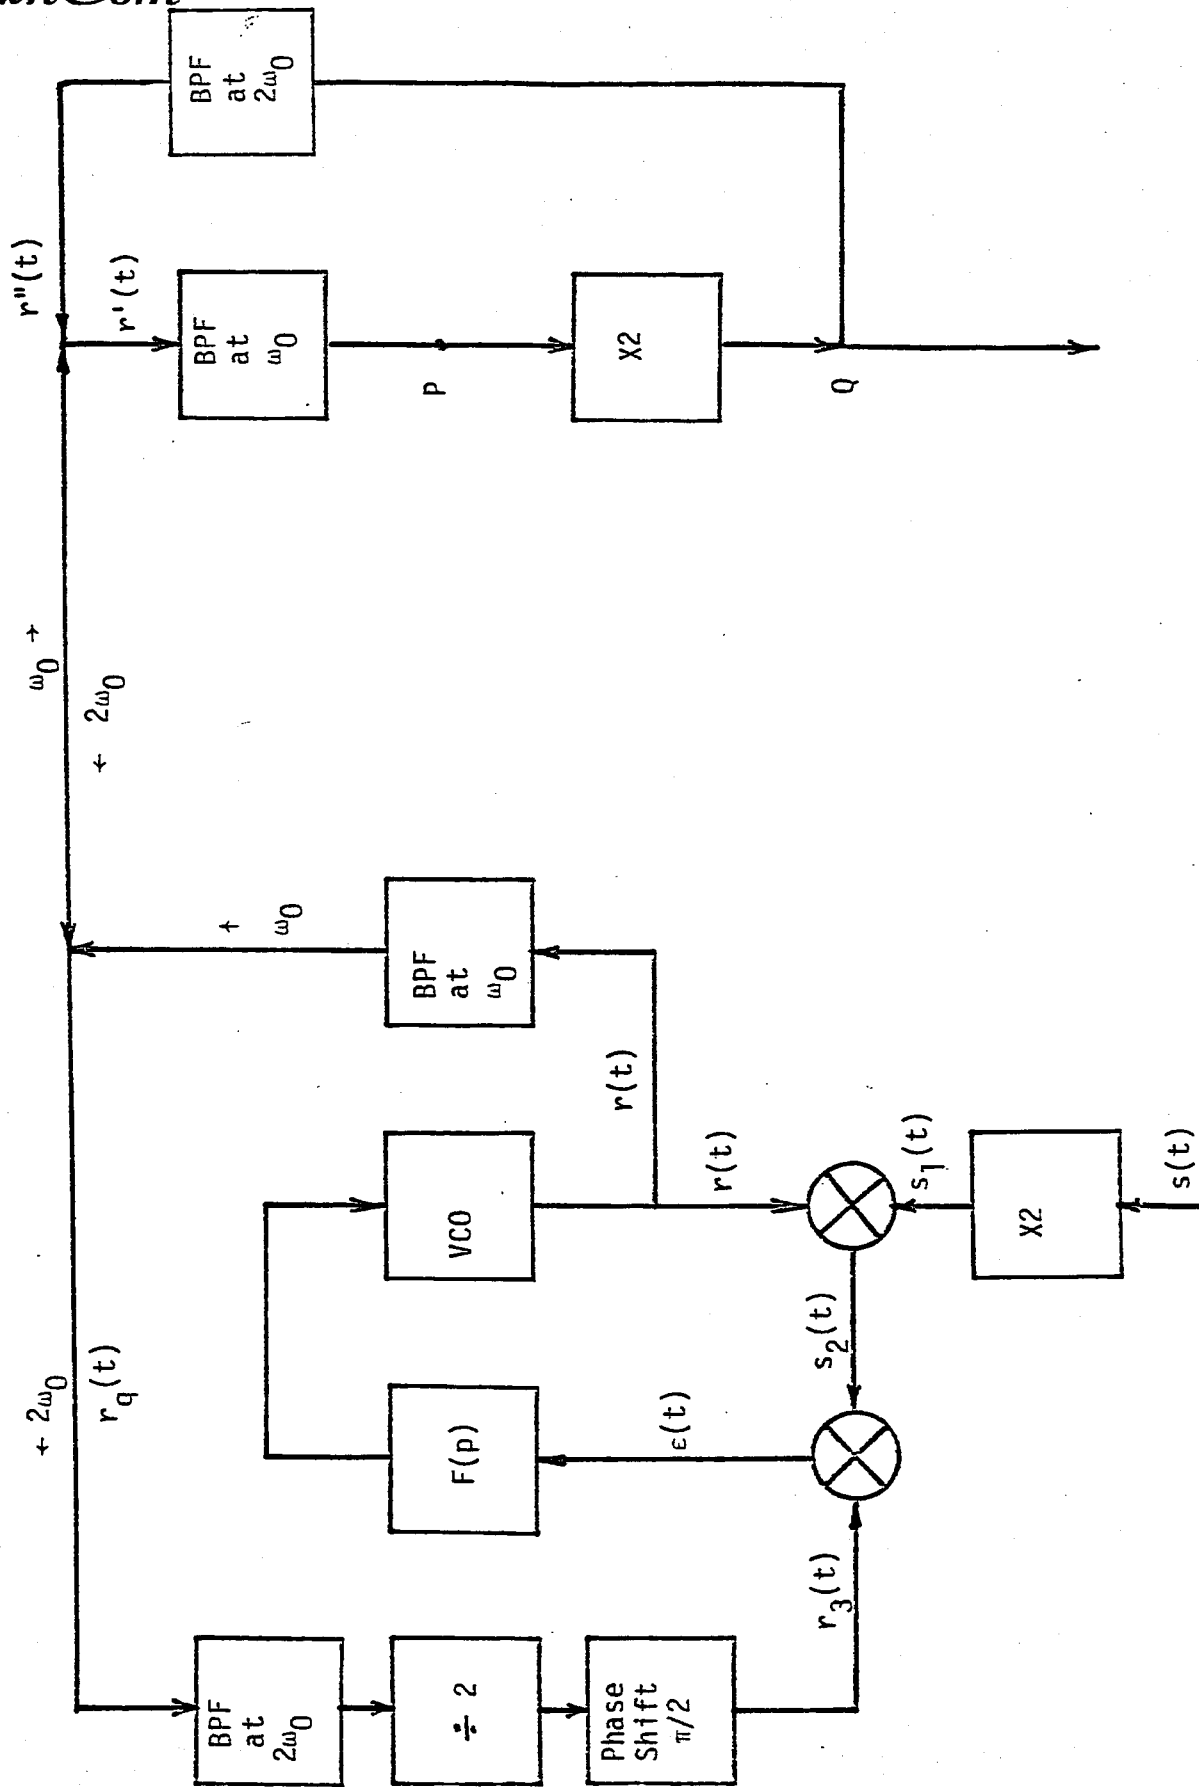 BPF
at
2ω0
r"(t)
r'(t)
BPF
at
ω0
P
X2
Q
ω0 →
← 2ω0
↑ ω0
BPF
at
ω0
r(t)
VCO
r(t)
s1(t)
X2
s(t)
s2(t)
F(p)
ε(t)
← 2ω0
rq(t)
BPF
at
2ω0
÷ 2
Phase
Shift
π/2
r3(t)